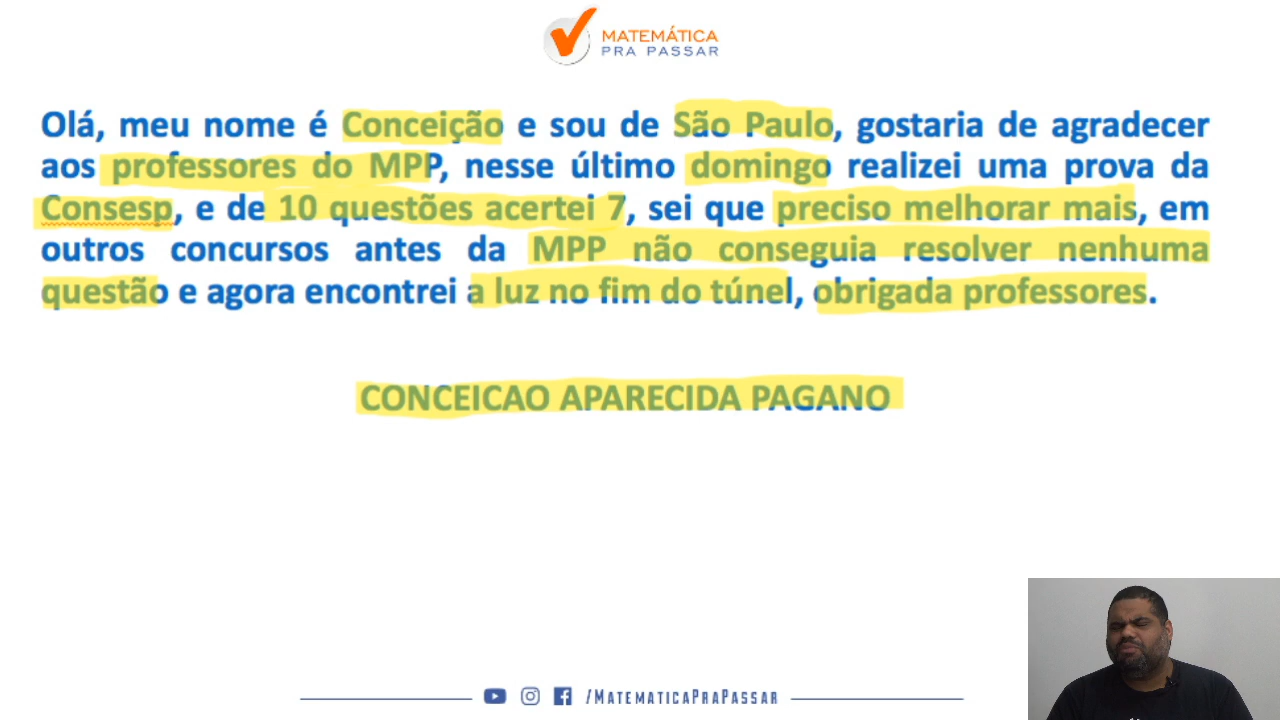 MATEMÁTICA
PRA PASSAR
Olá, meu nome é Conceição e sou de São Paulo, gostaria de agradecer
aos professores do MPP, nesse último domingo realizei uma prova da
Consesp, e de 10 questões acertei 7, sei que preciso melhorar mais, em
outros concursos antes da MPP não conseguia resolver nenhuma
questão e agora encontrei a luz no fim do túnel, obrigada professores.
CONCEICAO APARECIDA PAGANO
/MATEMATICAPRAPASSAR